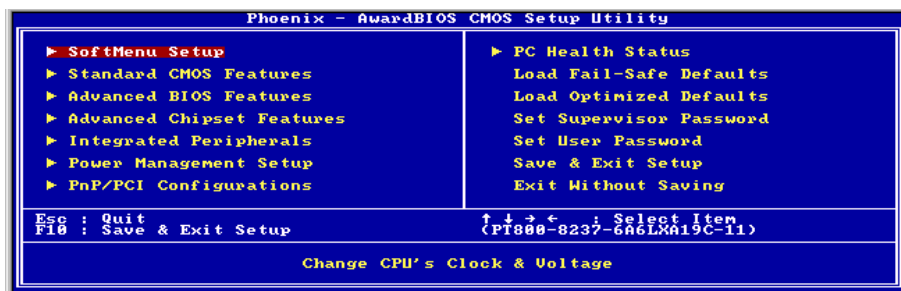 Phoenix - AwardBIOS CMOS Setup Utility
▶ SoftMenu Setup
▶ Standard CMOS Features
▶ Advanced BIOS Features
▶ Advanced Chipset Features
▶ Integrated Peripherals
▶ Power Management Setup
▶ PnP/PCI Configurations
▶ PC Health Status
Load Fail-Safe Defaults
Load Optimized Defaults
Set Supervisor Password
Set User Password
Save & Exit Setup
Exit Without Saving
Esc : Quit
F10 : Save & Exit Setup
↑ ↓ → ← : Select Item
(PT800-8237-6A6LXA19C-11)
Change CPU's Clock & Voltage